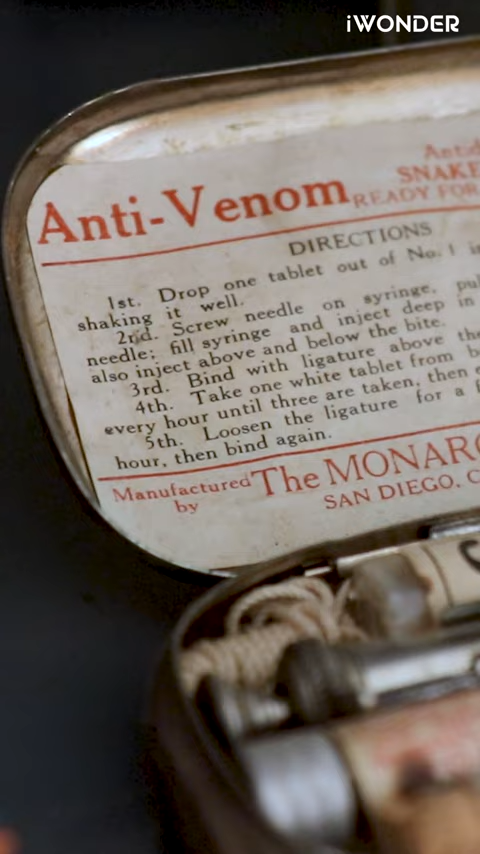 iWONDER
Antid
Anti-Venom SNAKE
READY FOR
DIRECTIONS
1st. Drop one tablet out of No. 1 i
shaking it well.
2nd. Screw needle on syringe, pul
needle; fill syringe and inject deep in
also inject above and below the bite.
3rd. Bind with ligature above the
4th. Take one white tablet from b
every hour until three are taken, then e
5th. Loosen the ligature for a f
hour, then bind again.
Manufactured by The MONARC
SAN DIEGO, C